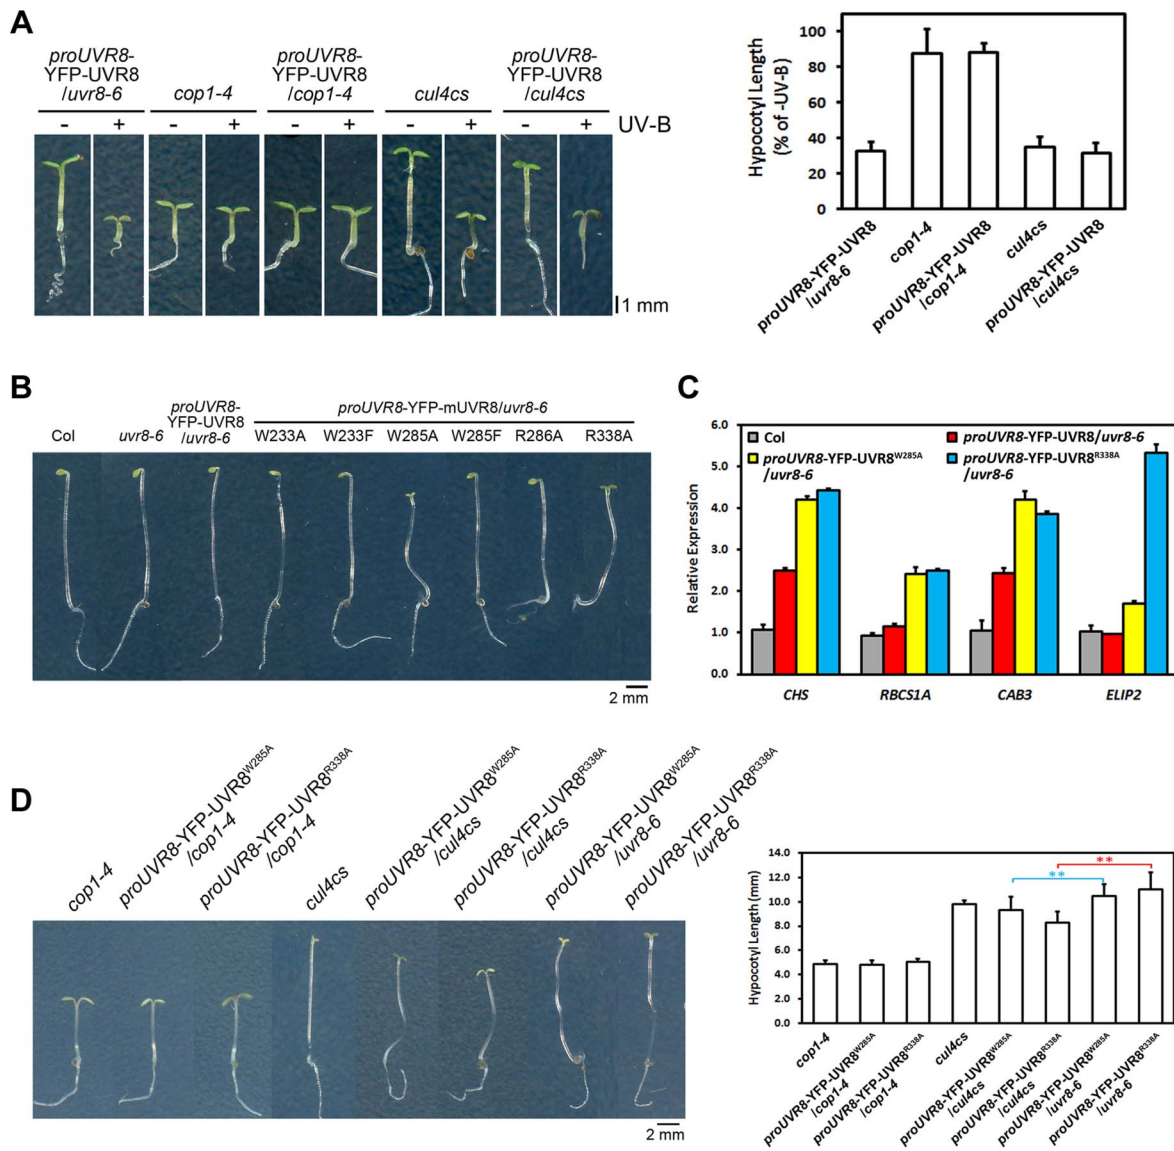 A
proUVR8-
YFP-UVR8
/uvr8-6
cop1-4
proUVR8-
YFP-UVR8
/cop1-4
cul4cs
proUVR8-
YFP-UVR8
/cul4cs
- + - + - + - + - + UV-B
1 mm
Hypocotyl Length
(% of -UV-B)
100
80
60
40
20
0
proUVR8-YFP-UVR8
/uvr8-6
cop1-4
proUVR8-YFP-UVR8
/cop1-4
cul4cs
proUVR8-YFP-UVR8
/cul4cs
B
Col
uvr8-6
proUVR8-
YFP-UVR8
/uvr8-6
proUVR8-YFP-mUVR8/uvr8-6
W233A W233F W285A W285F R286A R338A
2 mm
C
Relative Expression
6.0
5.0
4.0
3.0
2.0
1.0
0.0
Col
proUVR8-YFP-UVR8/uvr8-6
proUVR8-YFP-UVR8W285A
/uvr8-6
proUVR8-YFP-UVR8R338A
/uvr8-6
CHS RBCS1A CAB3 ELIP2
D
cop1-4
proUVR8-YFP-UVR8W285A
/cop1-4
proUVR8-YFP-UVR8R338A
/cop1-4
cul4cs
proUVR8-YFP-UVR8W285A
/cul4cs
proUVR8-YFP-UVR8R338A
/cul4cs
proUVR8-YFP-UVR8W285A
/uvr8-6
proUVR8-YFP-UVR8R338A
/uvr8-6
2 mm
Hypocotyl Length (mm)
14.0
12.0
10.0
8.0
6.0
4.0
2.0
0.0
**
**
cop1-4
proUVR8-YFP-UVR8W285A
/cop1-4
proUVR8-YFP-UVR8R338A
/cop1-4
cul4cs
proUVR8-YFP-UVR8W285A
/cul4cs
proUVR8-YFP-UVR8R338A
/cul4cs
proUVR8-YFP-UVR8W285A
/uvr8-6
proUVR8-YFP-UVR8R338A
/uvr8-6